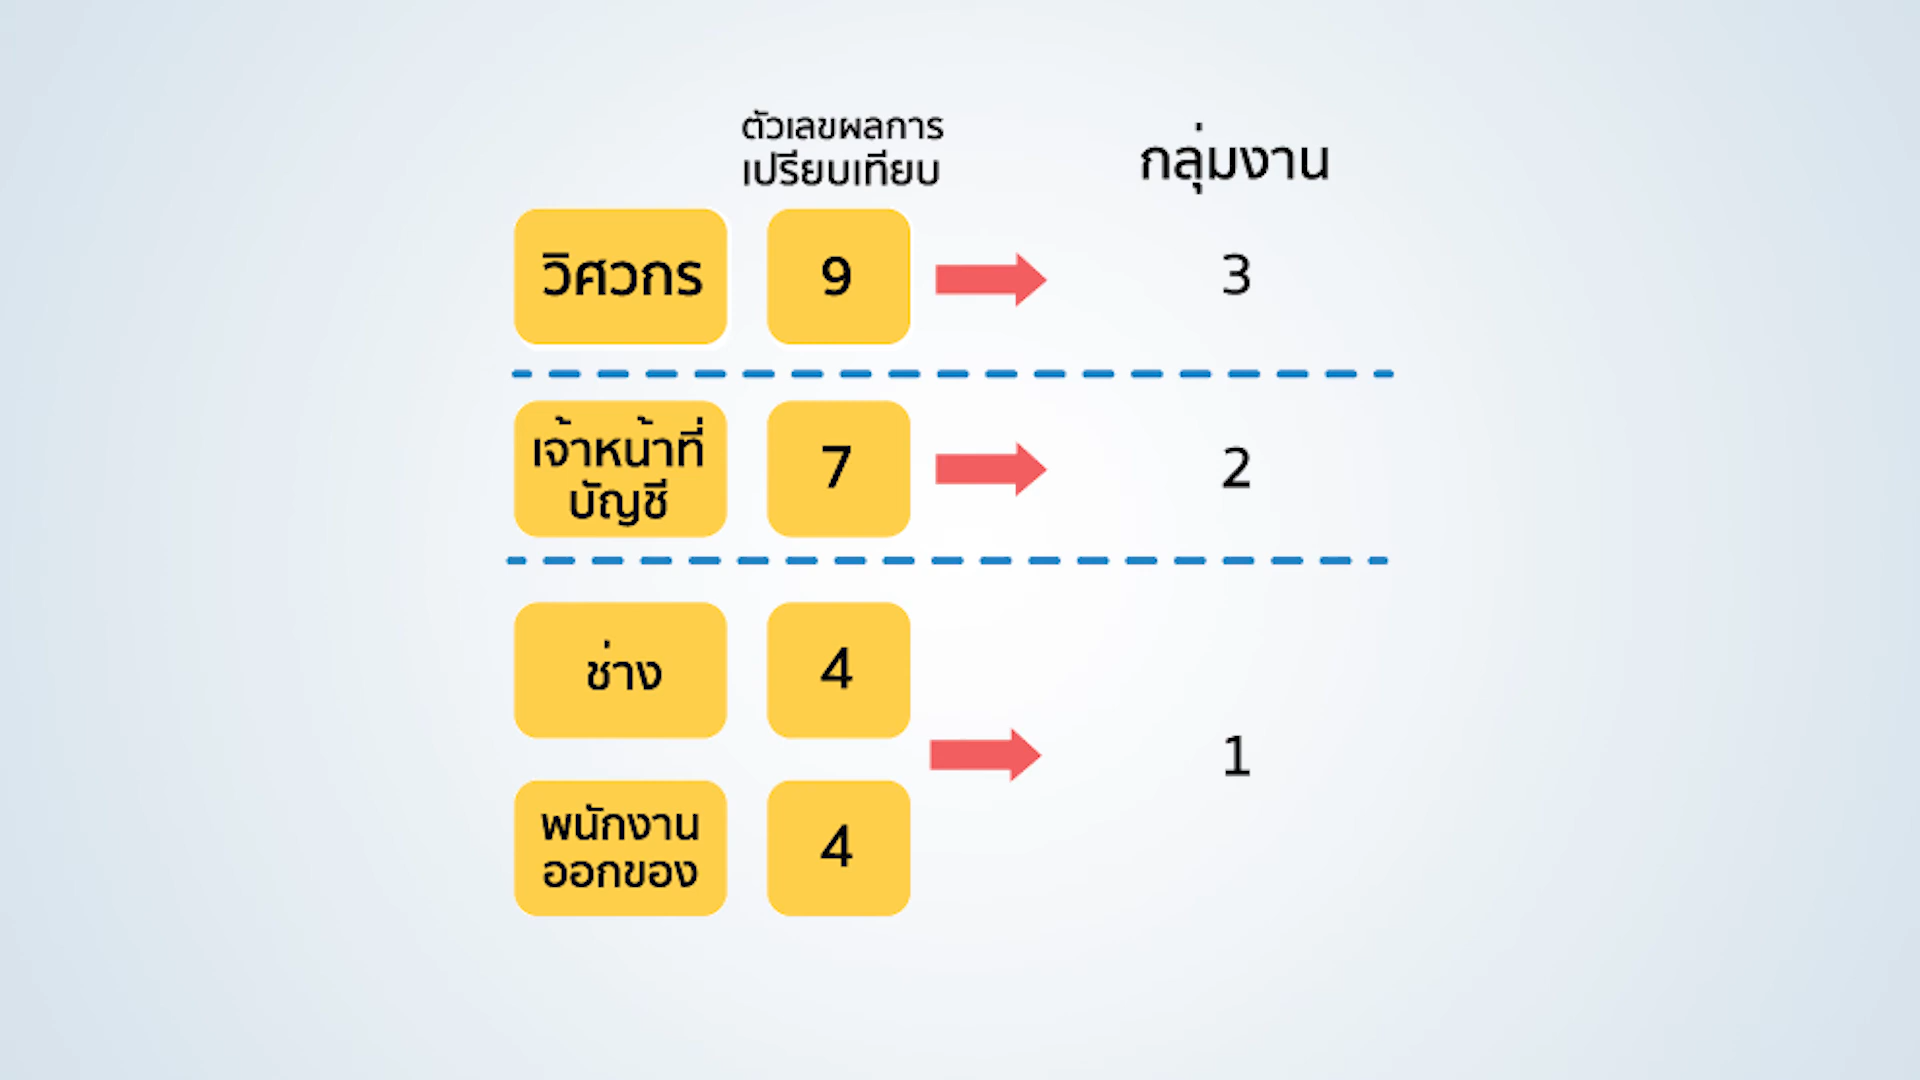 ตัวเลขผลการ
เปรียบเทียบ
กลุ่มงาน
วิศวกร
9
3
เจ้าหน้าที่
บัญชี
7
2
ช่าง
4
1
พนักงาน
ออกของ
4